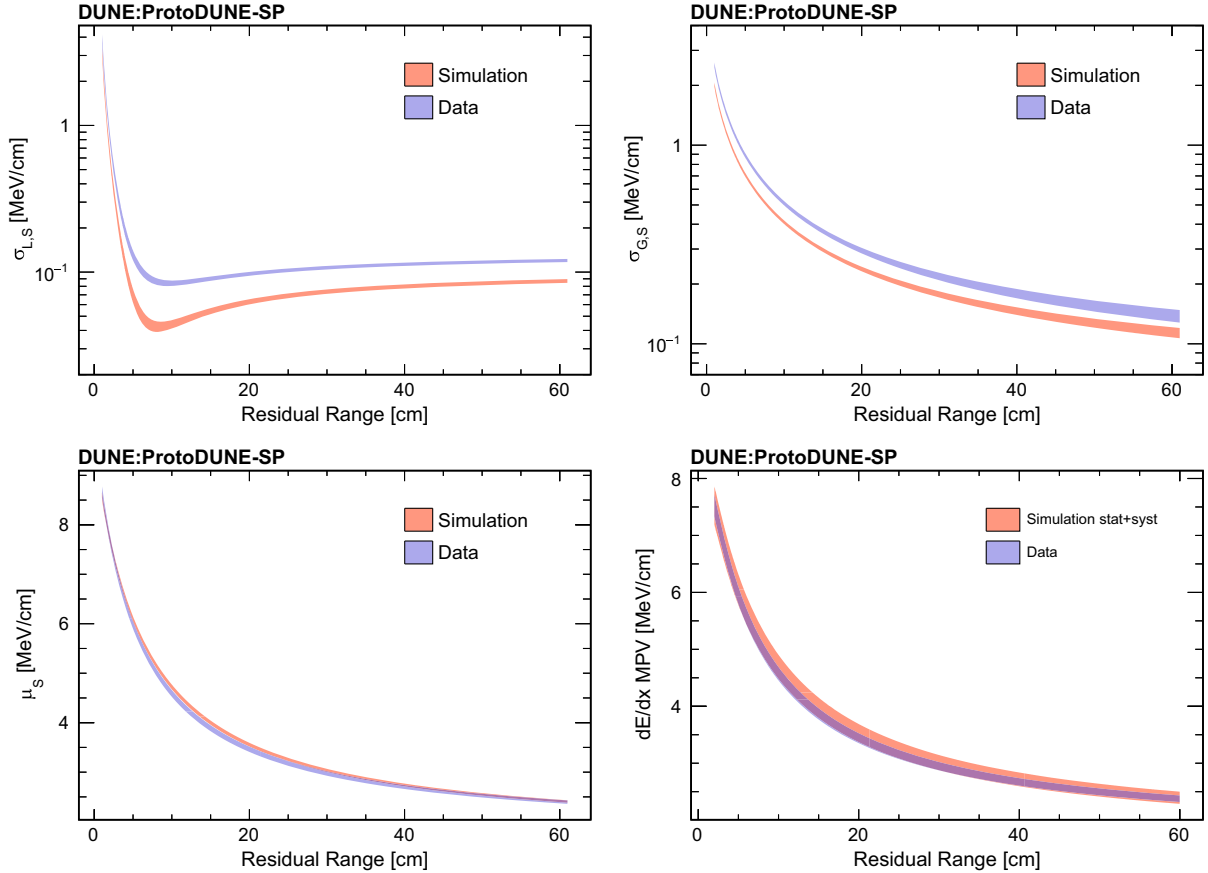 DUNE:ProtoDUNE-SP
Simulation
Data
1
10⁻¹
σL,S [MeV/cm]
0 20 40 60
Residual Range [cm]
DUNE:ProtoDUNE-SP
Simulation
Data
1
10⁻¹
σG,S [MeV/cm]
0 20 40 60
Residual Range [cm]
DUNE:ProtoDUNE-SP
Simulation
Data
8
6
4
μS [MeV/cm]
0 20 40 60
Residual Range [cm]
DUNE:ProtoDUNE-SP
Simulation stat+syst
Data
8
6
4
dE/dx MPV [MeV/cm]
0 20 40 60
Residual Range [cm]